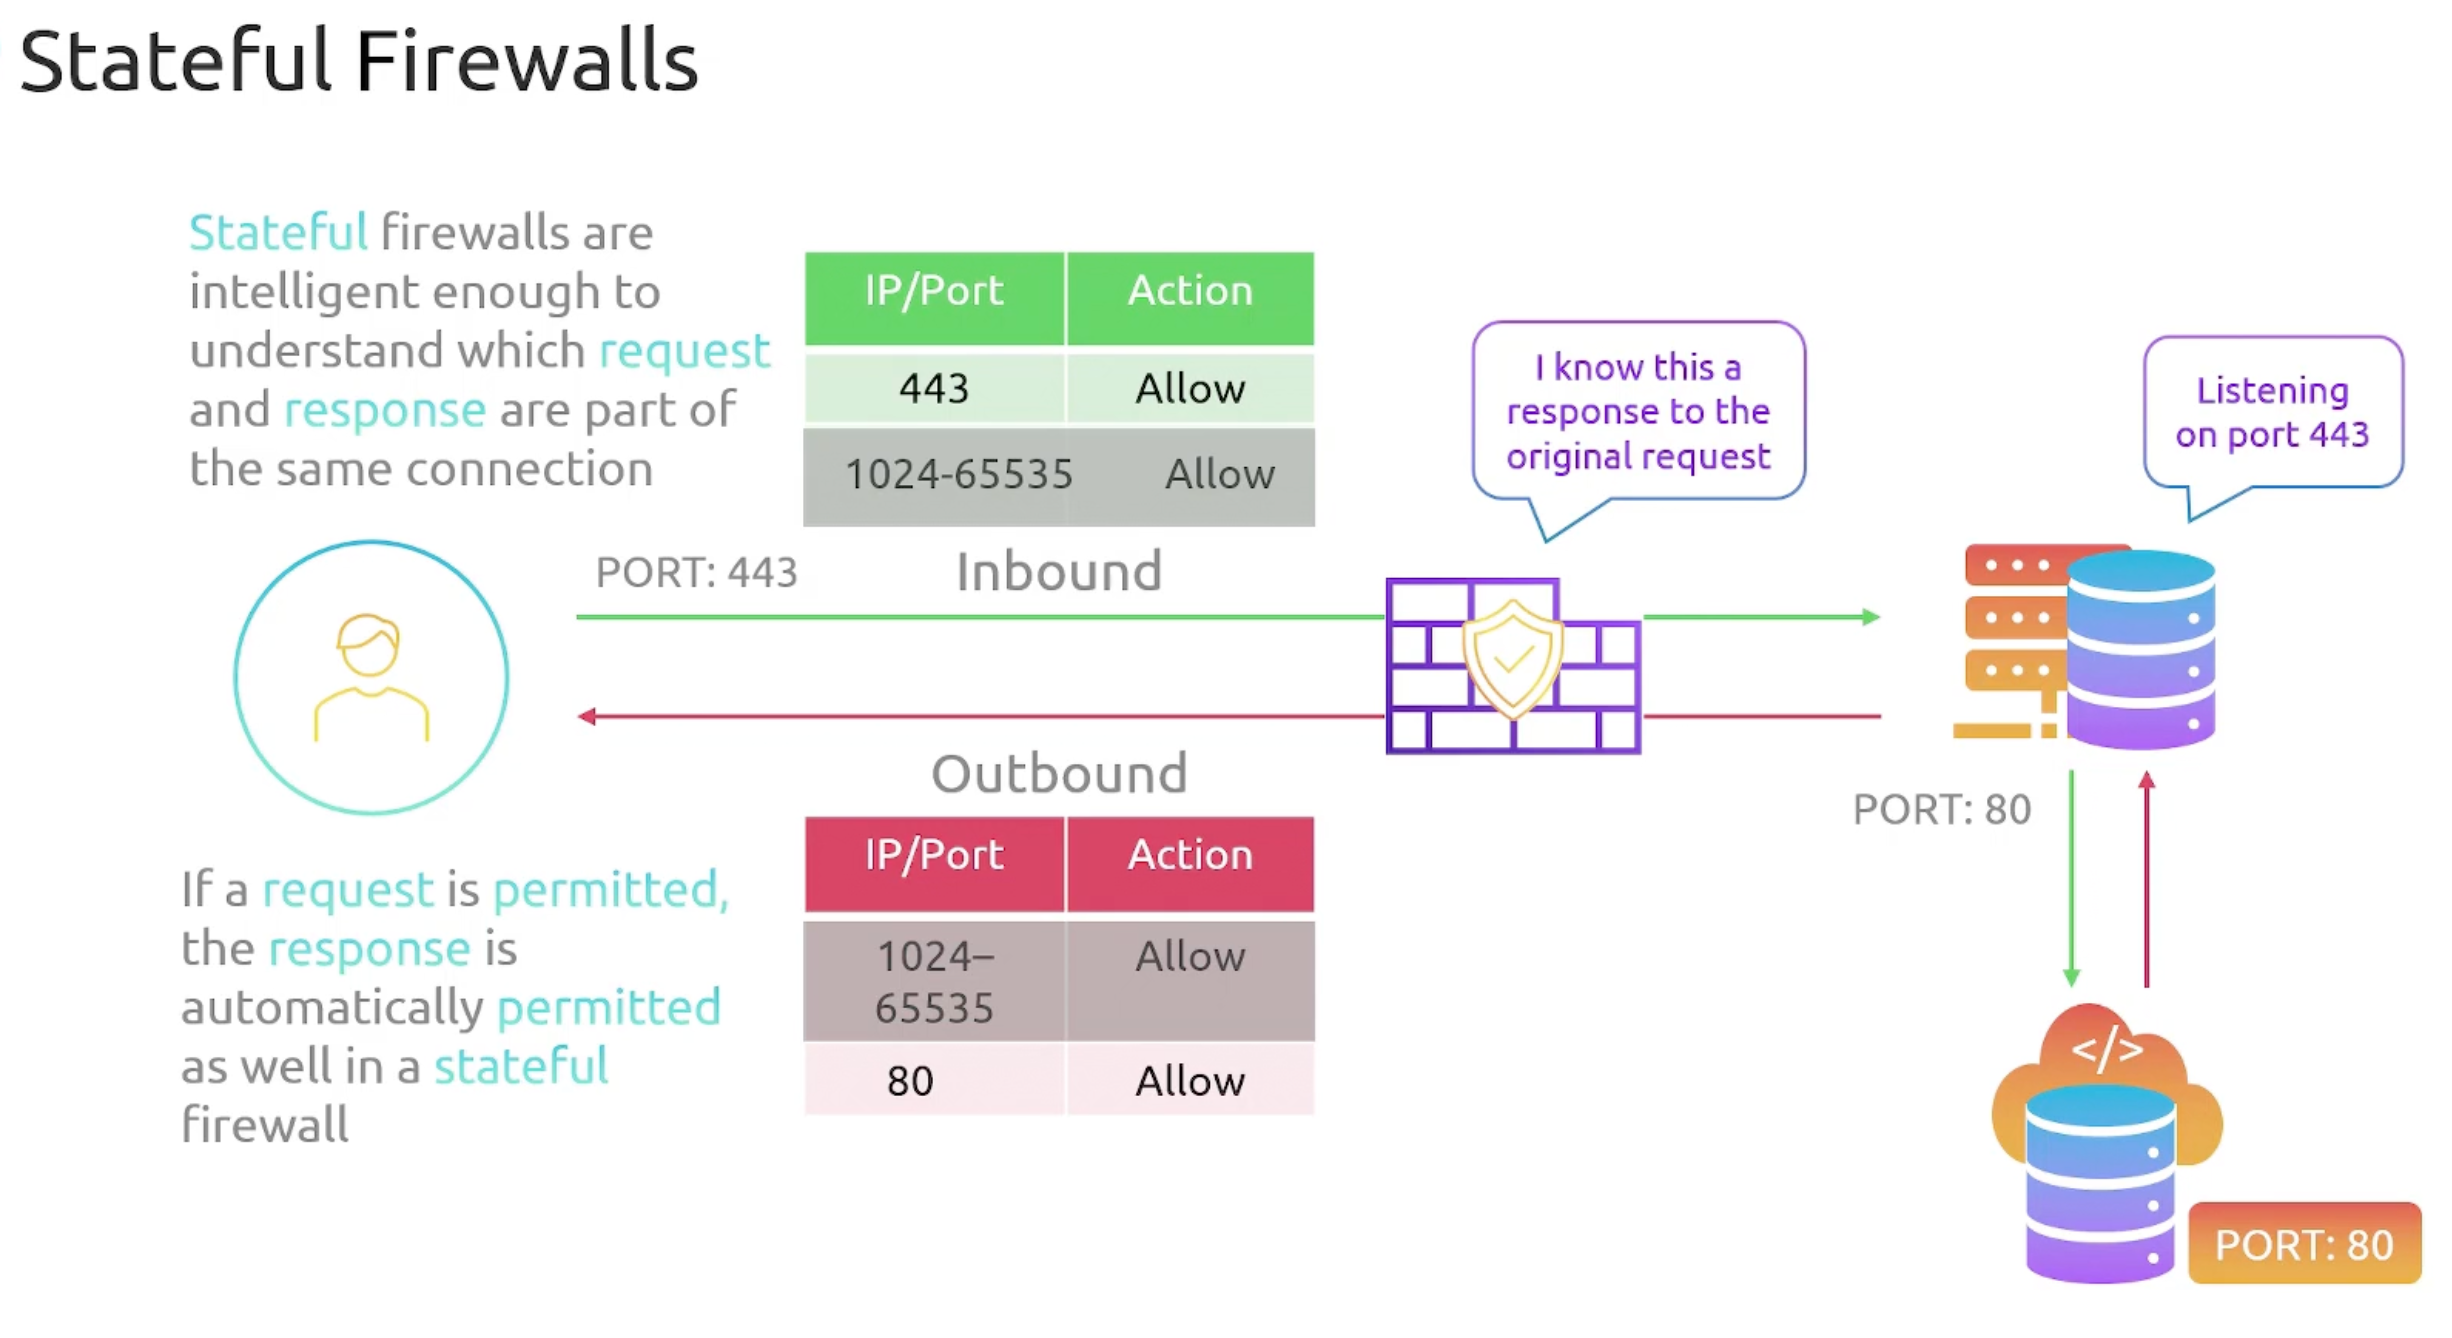 Stateful Firewalls
Stateful firewalls are
intelligent enough to
understand which request
and response are part of
the same connection
IP/Port Action
443 Allow
1024-65535 Allow
I know this a
response to the
original request
Listening
on port 443
PORT: 443
Inbound
Outbound
PORT: 80
IP/Port Action
1024–
65535
Allow
80 Allow
If a request is permitted,
the response is
automatically permitted
as well in a stateful
firewall
</>
PORT: 80